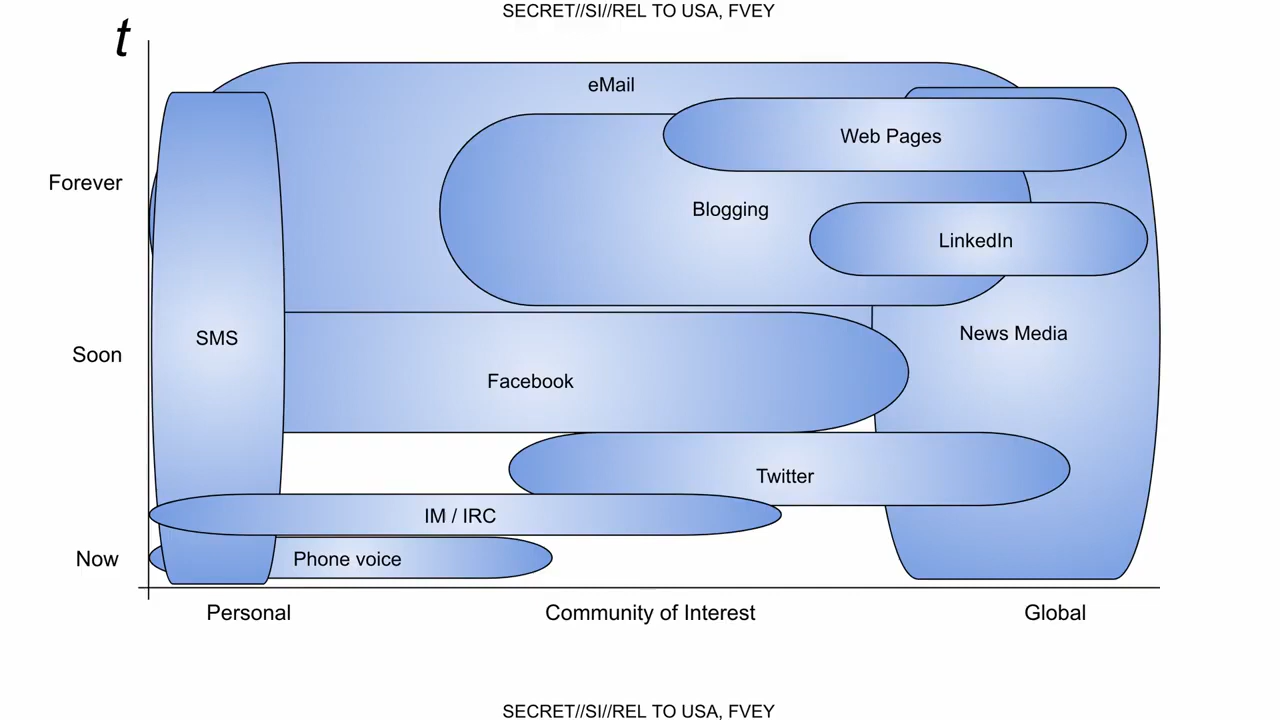 SECRET//SI//REL TO USA, FVEY
t
eMail
Web Pages
Forever
Blogging
LinkedIn
News Media
SMS
Soon
Facebook
Twitter
IM / IRC
Now
Phone voice
Personal
Community of Interest
Global
SECRET//SI//REL TO USA, FVEY